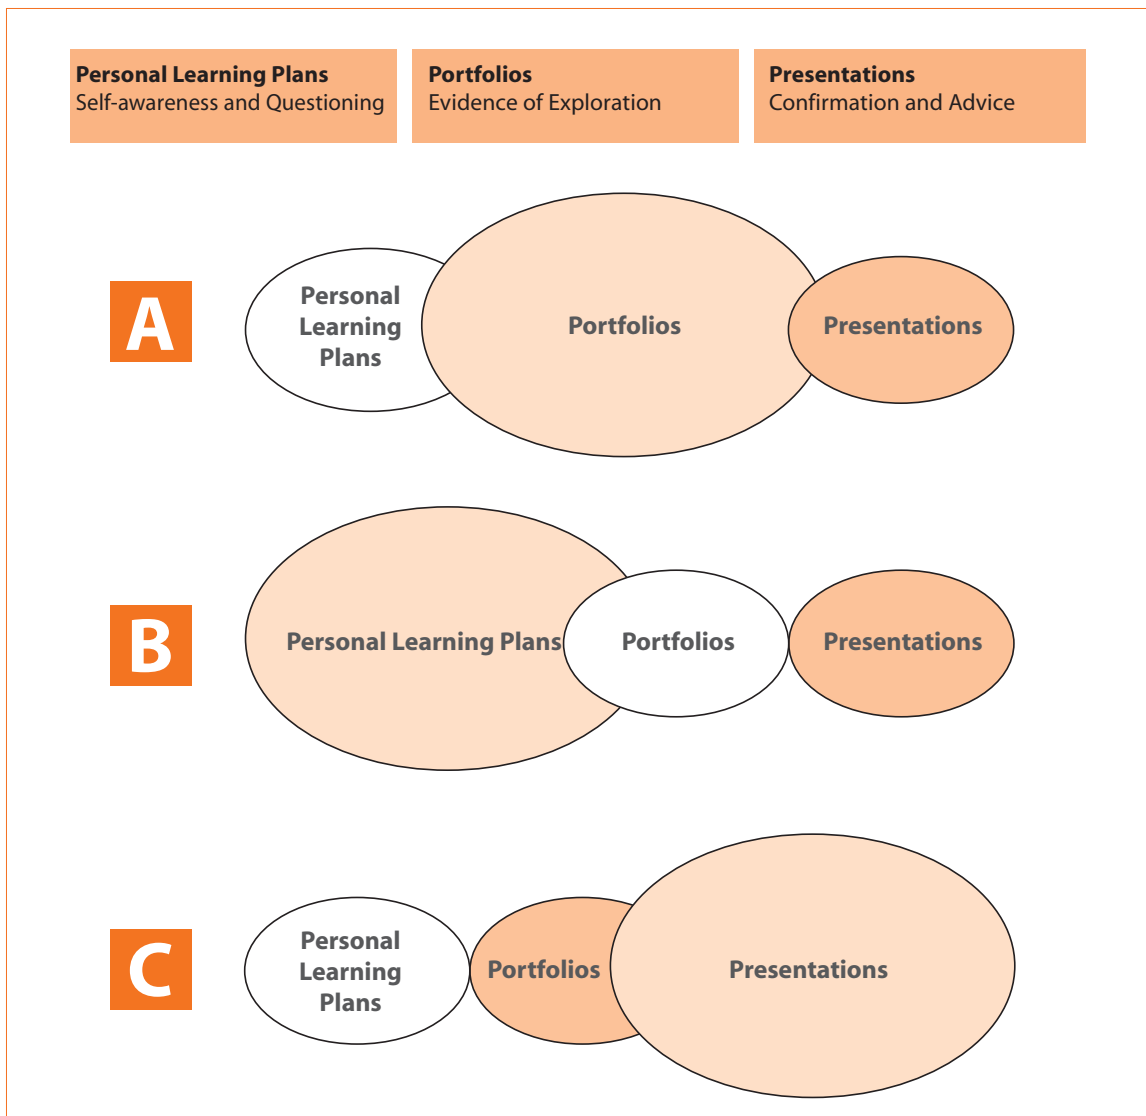 Personal Learning Plans
Self-awareness and Questioning
Portfolios
Evidence of Exploration
Presentations
Confirmation and Advice
A
Personal
Learning
Plans
Portfolios
Presentations
B
Personal Learning Plans
Portfolios
Presentations
C
Personal
Learning
Plans
Portfolios
Presentations